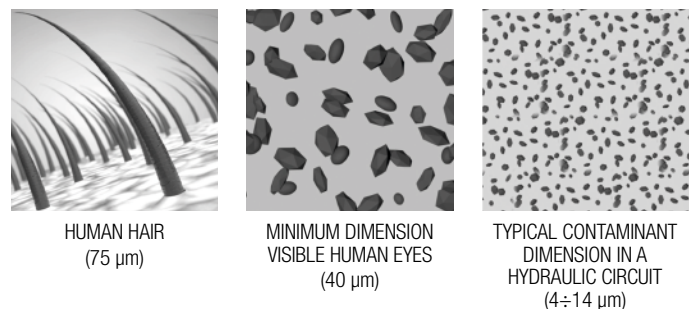 HUMAN HAIR
(75 µm)
MINIMUM DIMENSION
VISIBLE HUMAN EYES
(40 µm)
TYPICAL CONTAMINANT
DIMENSION IN A
HYDRAULIC CIRCUIT
(4÷14 µm)